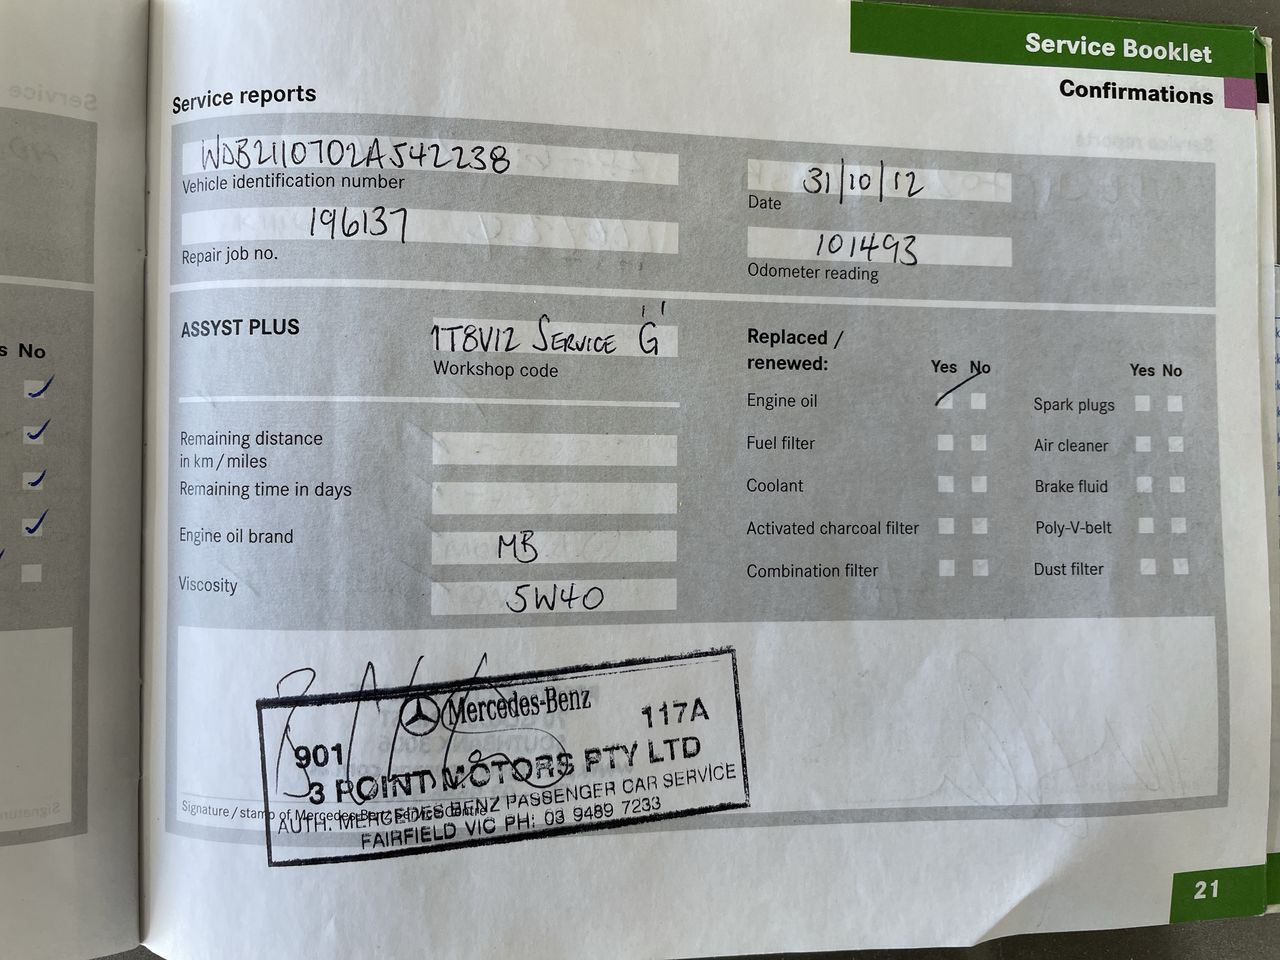 Service Booklet
Confirmations
Service reports
WDB2110702A542238
Vehicle identification number
31/10/12
Date
196137
Repair job no.
101493
Odometer reading
ASSYST PLUS
1T8V12 SERVICE 'G'
Workshop code
Replaced /
renewed:
Yes No
Yes No
Engine oil
Spark plugs
Fuel filter
Air cleaner
Coolant
Brake fluid
Activated charcoal filter
Poly-V-belt
Combination filter
Dust filter
Remaining distance
in km/miles
Remaining time in days
Engine oil brand
MB
Viscosity
5W40
Mercedes-Benz
117A
901
3 POINT MOTORS PTY LTD
AUTH. MERCEDES BENZ PASSENGER CAR SERVICE
FAIRFIELD VIC PH: 03 9489 7233
Signature/stamp of Mercedes-Benz Service Centre
21
s No